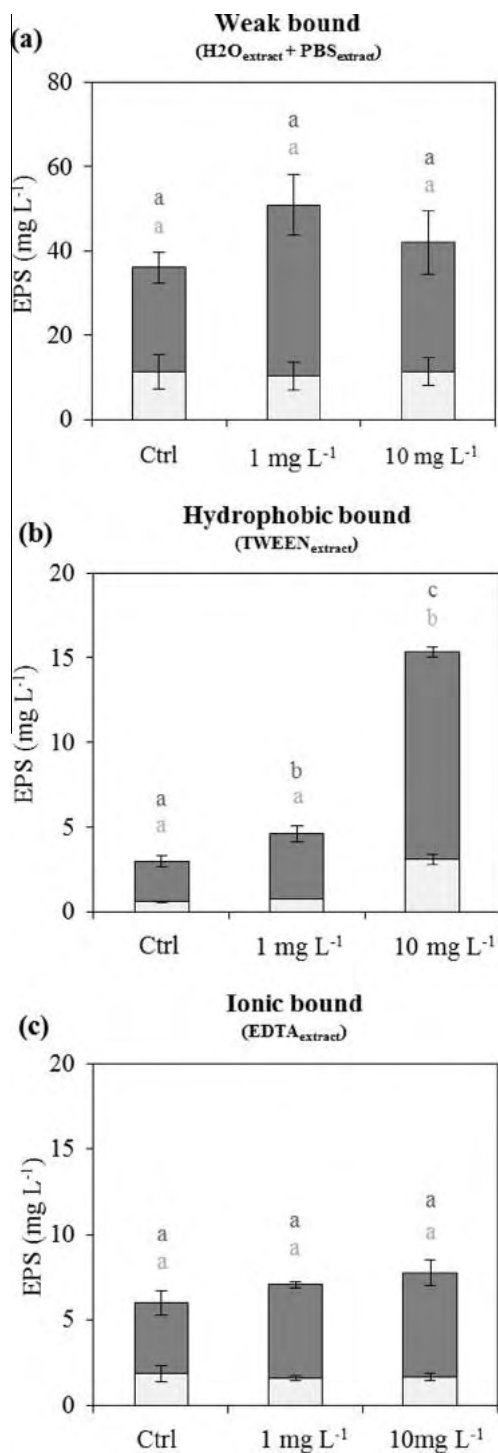 (a)
Weak bound
(H2Oextract + PBSextract)
80
60
40
20
0
EPS (mg L-1)
a
a
a
a
a
a
Ctrl
1 mg L-1
10 mg L-1
(b)
Hydrophobic bound
(TWEENextract)
20
15
10
5
0
EPS (mg L-1)
a
a
b
a
c
b
Ctrl
1 mg L-1
10 mg L-1
(c)
Ionic bound
(EDTAextract)
20
15
10
5
0
EPS (mg L-1)
a
a
a
a
a
a
Ctrl
1 mg L-1
10mg L-1